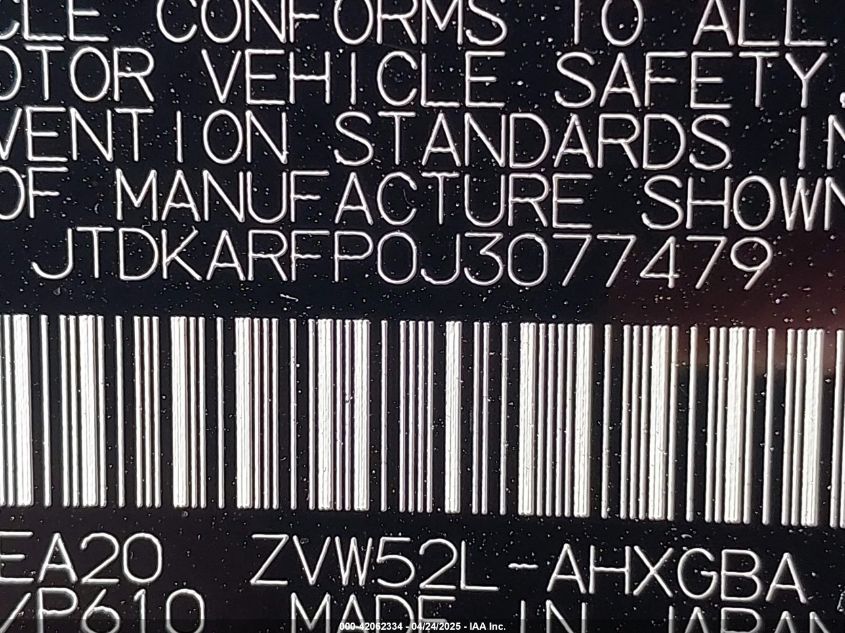 CLE CONFORMS TO ALL
OTOR VEHICLE SAFETY,
VENTION STANDARDS IN
OF MANUFACTURE SHOWN
JTDKARFP0J3077479
EA20 ZVW52L-AHXGBA
/P610 MADE IN JAPAN
000-42062334 - 04/24/2025 - IAA Inc.